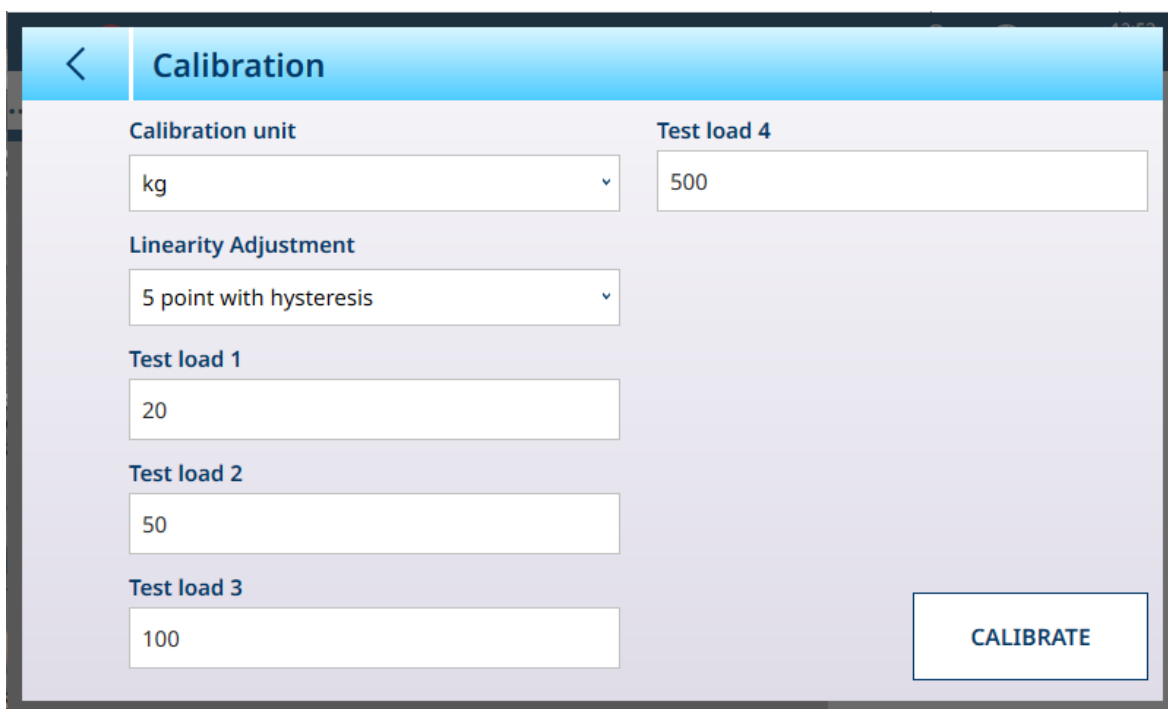 Calibration
Calibration unit
kg
Linearity Adjustment
5 point with hysteresis
Test load 1
20
Test load 2
50
Test load 3
100
Test load 4
500
CALIBRATE